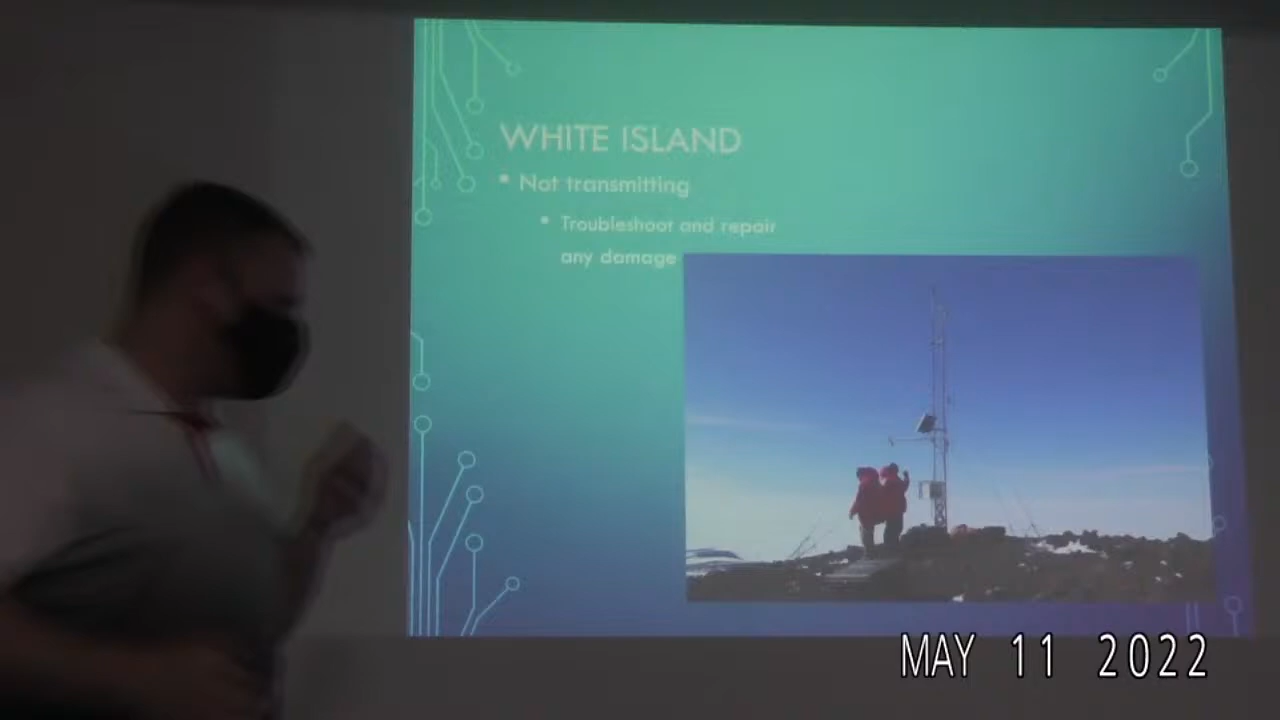 WHITE ISLAND
• Not transmitting
• Troubleshoot and repair
any damage
MAY 11 2022